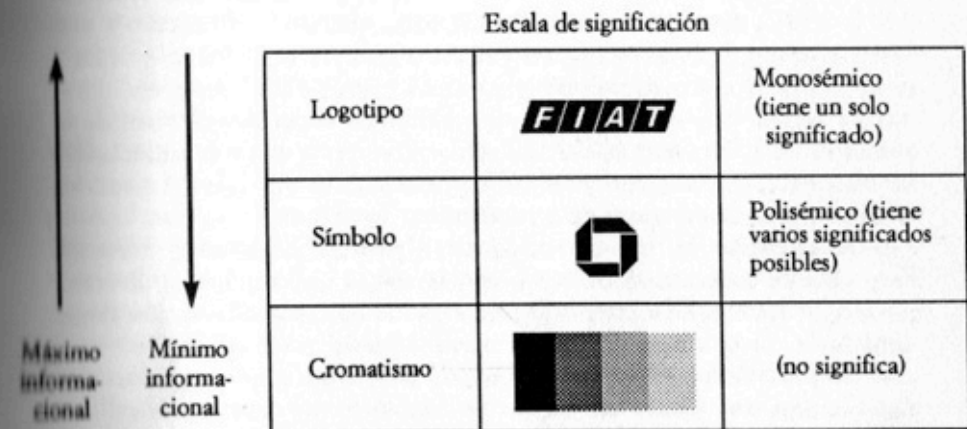 Escala de significación
Logotipo
FIAT
Monosémico
(tiene un solo
significado)
Símbolo
Polisémico (tiene
varios significados
posibles)
Cromatismo
(no significa)
Máximo
informa-
cional
Mínimo
informa-
cional